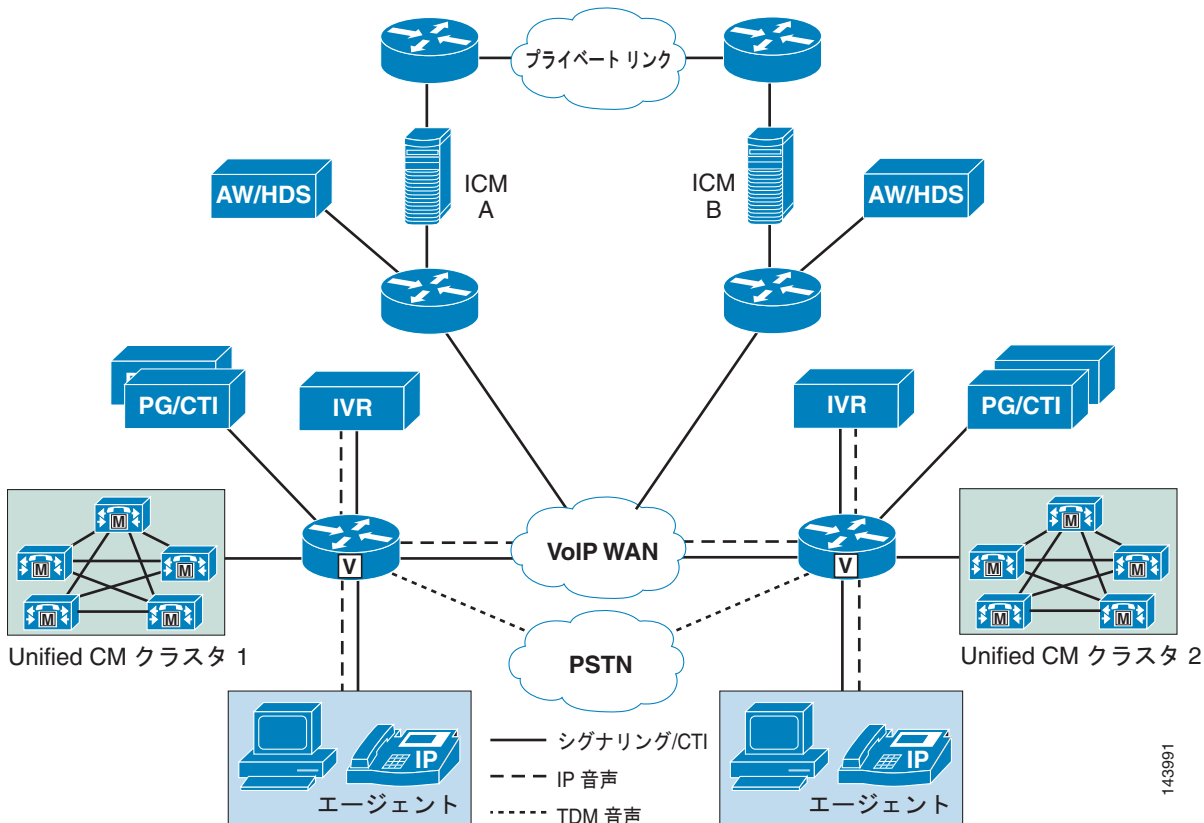 プライベート リンク
AW/HDS
ICM
A
ICM
B
AW/HDS
PG/CTI
IVR
IVR
PG/CTI
M
M
M
M
M
V
VoIP WAN
V
M
M
M
M
M
Unified CM クラスタ 1
PSTN
Unified CM クラスタ 2
IP
エージェント
シグナリング/CTI
IP 音声
TDM 音声
IP
エージェント
143991